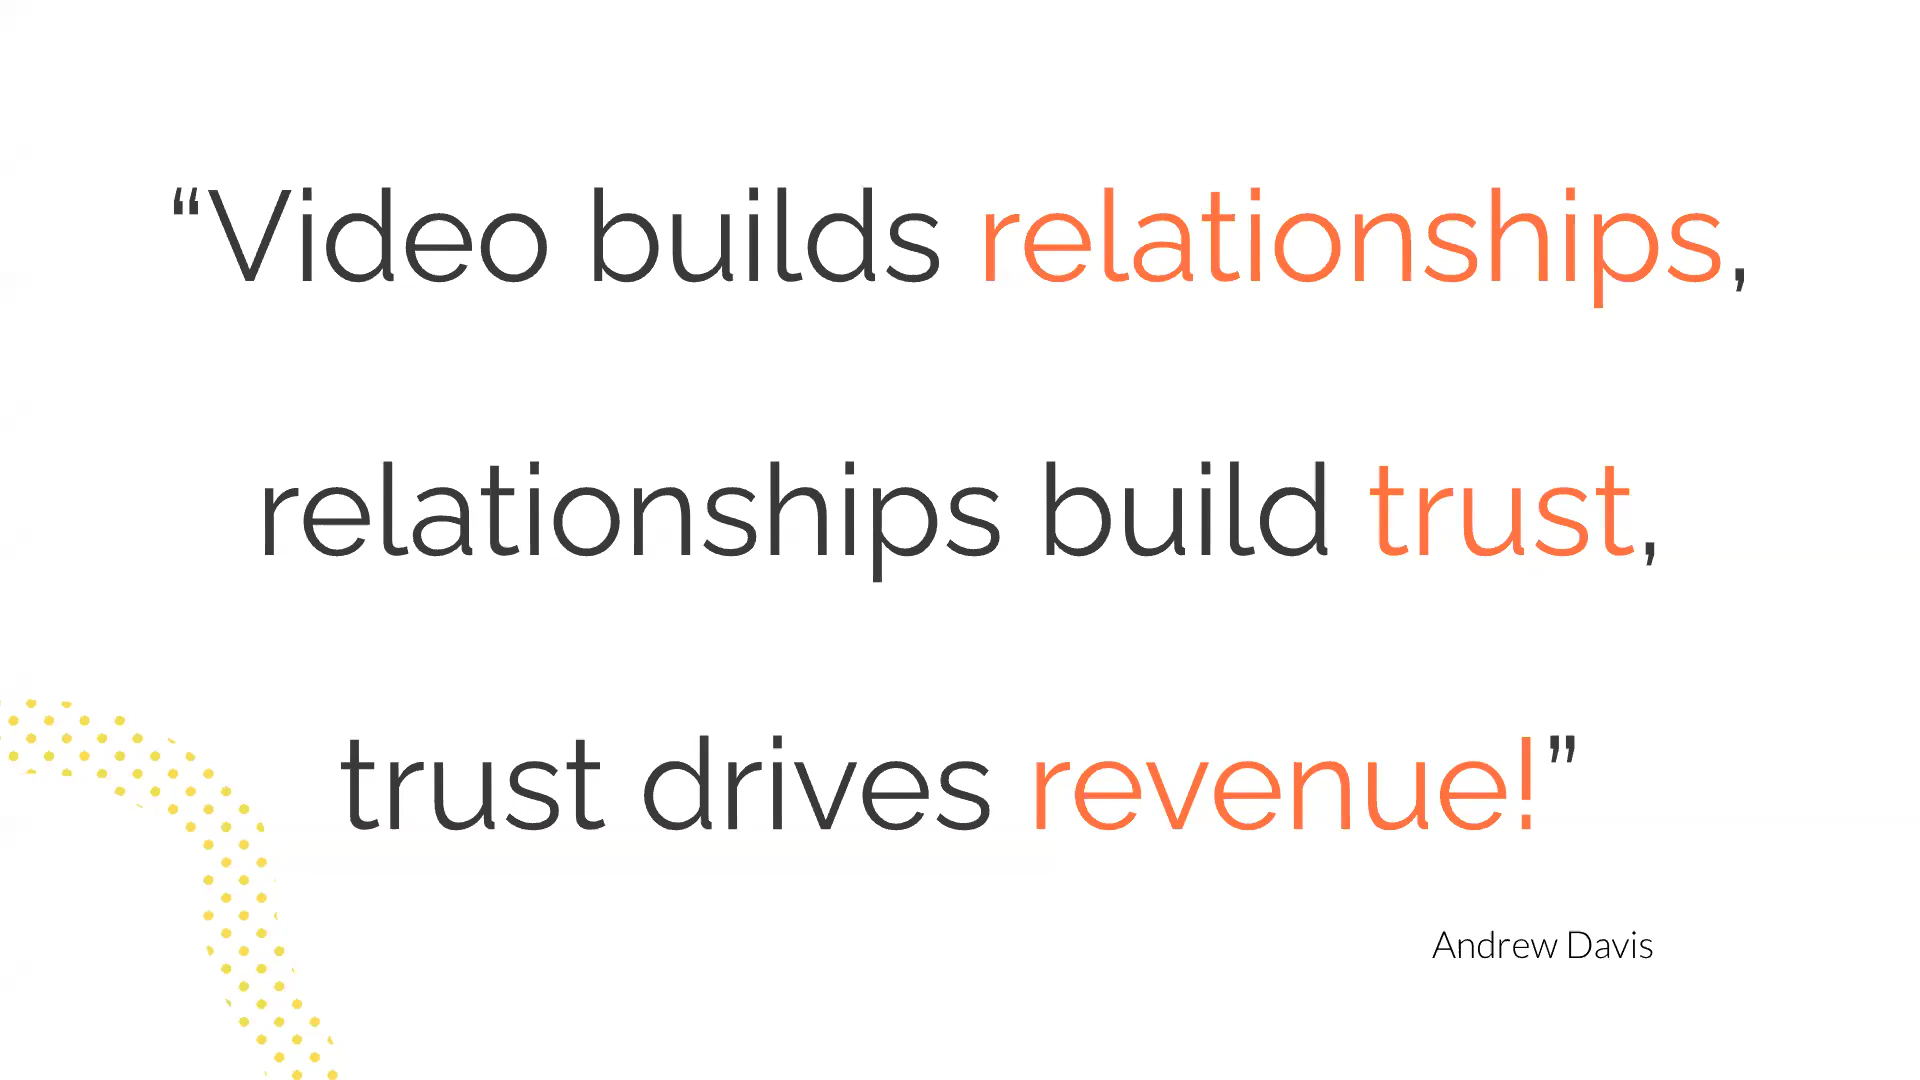 “Video builds relationships,
relationships build trust,
trust drives revenue!”
Andrew Davis